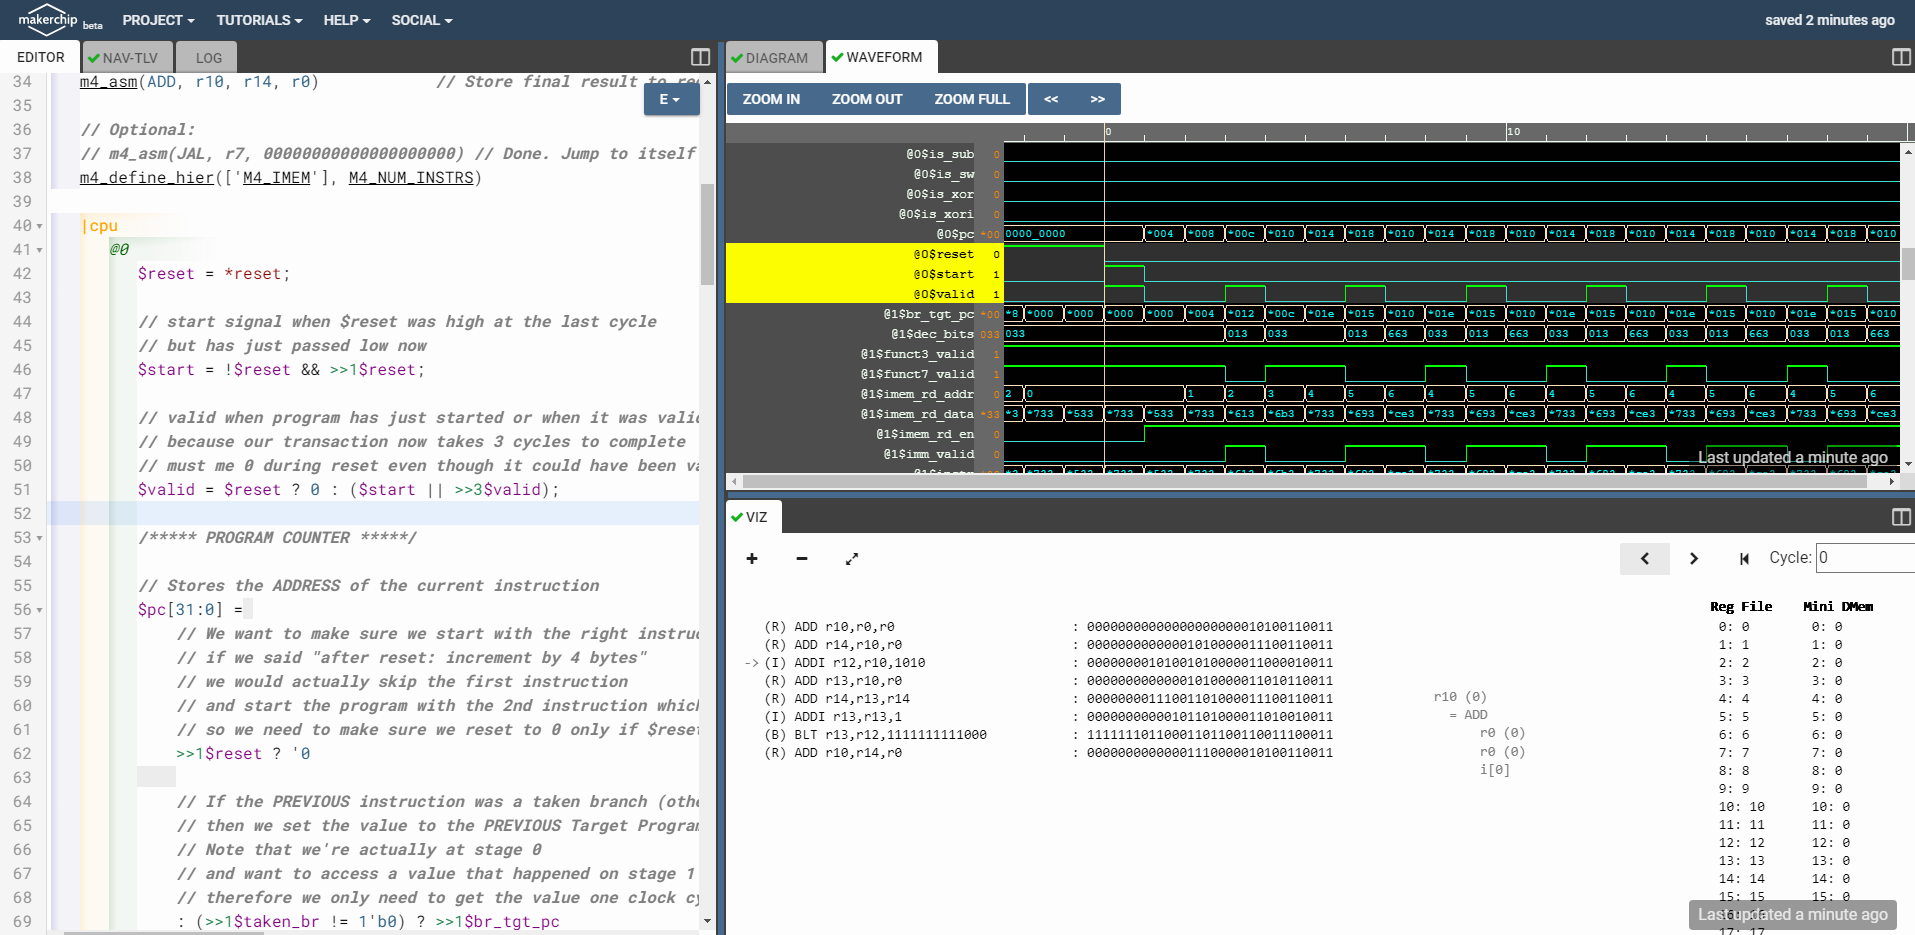 makerchip beta PROJECT TUTORIALS HELP SOCIAL saved 2 minutes ago
EDITOR NAV-TLV LOG
34 m4_asm(ADD, r10, r14, r0) // Store final result to re
E
35
36 // Optional:
37 // m4_asm(JAL, r7, 00000000000000000000) // Done. Jump to itself
38 m4_define_hier(['M4_IMEM'], M4_NUM_INSTRS)
39
40 |cpu
41 @0
42 $reset = *reset;
43
44 // start signal when $reset was high at the last cycle
45 // but has just passed low now
46 $start = !$reset && >>1$reset;
47
48 // valid when program has just started or when it was valid
49 // because our transaction now takes 3 cycles to complete
50 // must me 0 during reset even though it could have been va
51 $valid = $reset ? 0 : ($start || >>3$valid);
52
53 /***** PROGRAM COUNTER *****/
54
55 // Stores the ADDRESS of the current instruction
56 $pc[31:0] =
57 // We want to make sure we start with the right instruc
58 // if we said "after reset: increment by 4 bytes"
59 // we would actually skip the first instruction
60 // and start the program with the 2nd instruction which
61 // so we need to make sure we reset to 0 only if $reset
62 >>1$reset ? '0
63
64 // If the PREVIOUS instruction was a taken branch (othe
65 // then we set the value to the PREVIOUS Target Program
66 // Note that we're actually at stage 0
67 // and want to access a value that happened on stage 1
68 // therefore we only need to get the value one clock cy
69 : (>>1$taken_br != 1'b0) ? >>1$br_tgt_pc
DIAGRAM WAVEFORM
ZOOM IN ZOOM OUT ZOOM FULL << >>
0 10
@0$is_sub 0
@0$is_sw 0
@0$is_xor 0
@0$is_xori 0
@0$pc *00 0000_0000 *004 *008 *00c *010 *014 *018 *010 *014 *018 *010 *014 *018 *010 *014 *018 *010 *014 *018 *010
@0$reset 0
@0$start 1
@0$valid 1
@1$br_tgt_pc *00 *8 *000 *000 *000 *000 *004 *012 *00c *01e *015 *010 *01e *015 *010 *01e *015 *010 *01e *015 *010 *01e *015 *010
@1$dec_bits 033 033 013 033 013 663 033 013 663 033 013 663 033 013 663 033 013 663
@1$funct3_valid 1
@1$funct7_valid 1
@1$imem_rd_addr 0 2 0 1 2 3 4 5 6 4 5 6 4 5 6 4 5 6 4 5 6
@1$imem_rd_data *33 *3 *733 *533 *733 *533 *733 *613 *6b3 *733 *693 *ce3 *733 *693 *ce3 *733 *693 *ce3 *733 *693 *ce3 *733 *693 *ce3
@1$imem_rd_en 0
@1$imm_valid 0
Last updated a minute ago
VIZ
Cycle: 0
Reg File Mini DMem
(R) ADD r10,r0,r0 : 00000000000000000000010100110011
(R) ADD r14,r10,r0 : 00000000000001010000011100110011
-> (I) ADDI r12,r10,1010 : 00000000101001010000011000010011
(R) ADD r13,r10,r0 : 00000000000001010000011010110011
(R) ADD r14,r13,r14 : 00000000111001101000011100110011
(I) ADDI r13,r13,1 : 00000000000101101000011010010011
(B) BLT r13,r12,1111111111000 : 11111110110001101100110011100011
(R) ADD r10,r14,r0 : 00000000000001110000010100110011
r10 (0)
= ADD
r0 (0)
r0 (0)
i[0]
0: 0 0: 0
1: 1 1: 0
2: 2 2: 0
3: 3 3: 0
4: 4 4: 0
5: 5 5: 0
6: 6 6: 0
7: 7 7: 0
8: 8 8: 0
9: 9 9: 0
10: 10 10: 0
11: 11 11: 0
12: 12 12: 0
13: 13 13: 0
14: 14 14: 0
15: 15 15: 0
Last updated a minute ago
17: 17